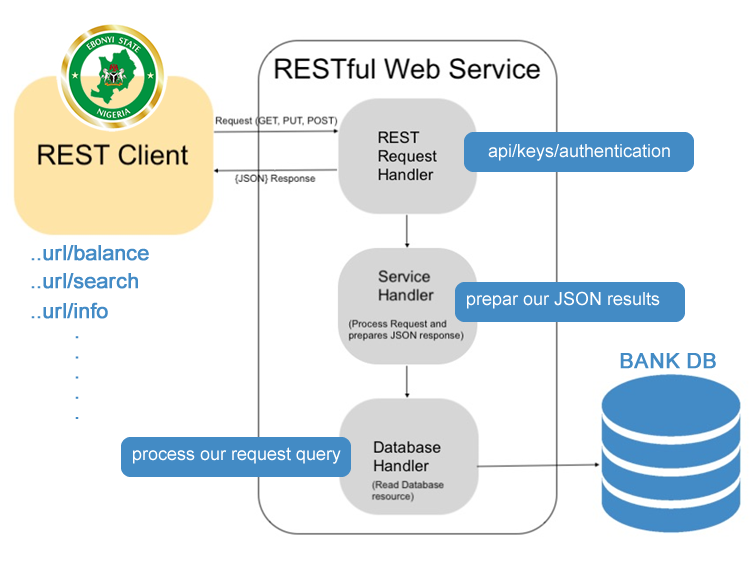 EBONYI STATE
NIGERIA
REST Client
..url/balance
..url/search
..url/info
RESTful Web Service
Request (GET, PUT, POST)
{JSON} Response
REST
Request
Handler
api/keys/authentication
Service
Handler
(Process Request and
prepares JSON response)
prepar our JSON results
process our request query
Database
Handler
(Read Database
resource)
BANK DB